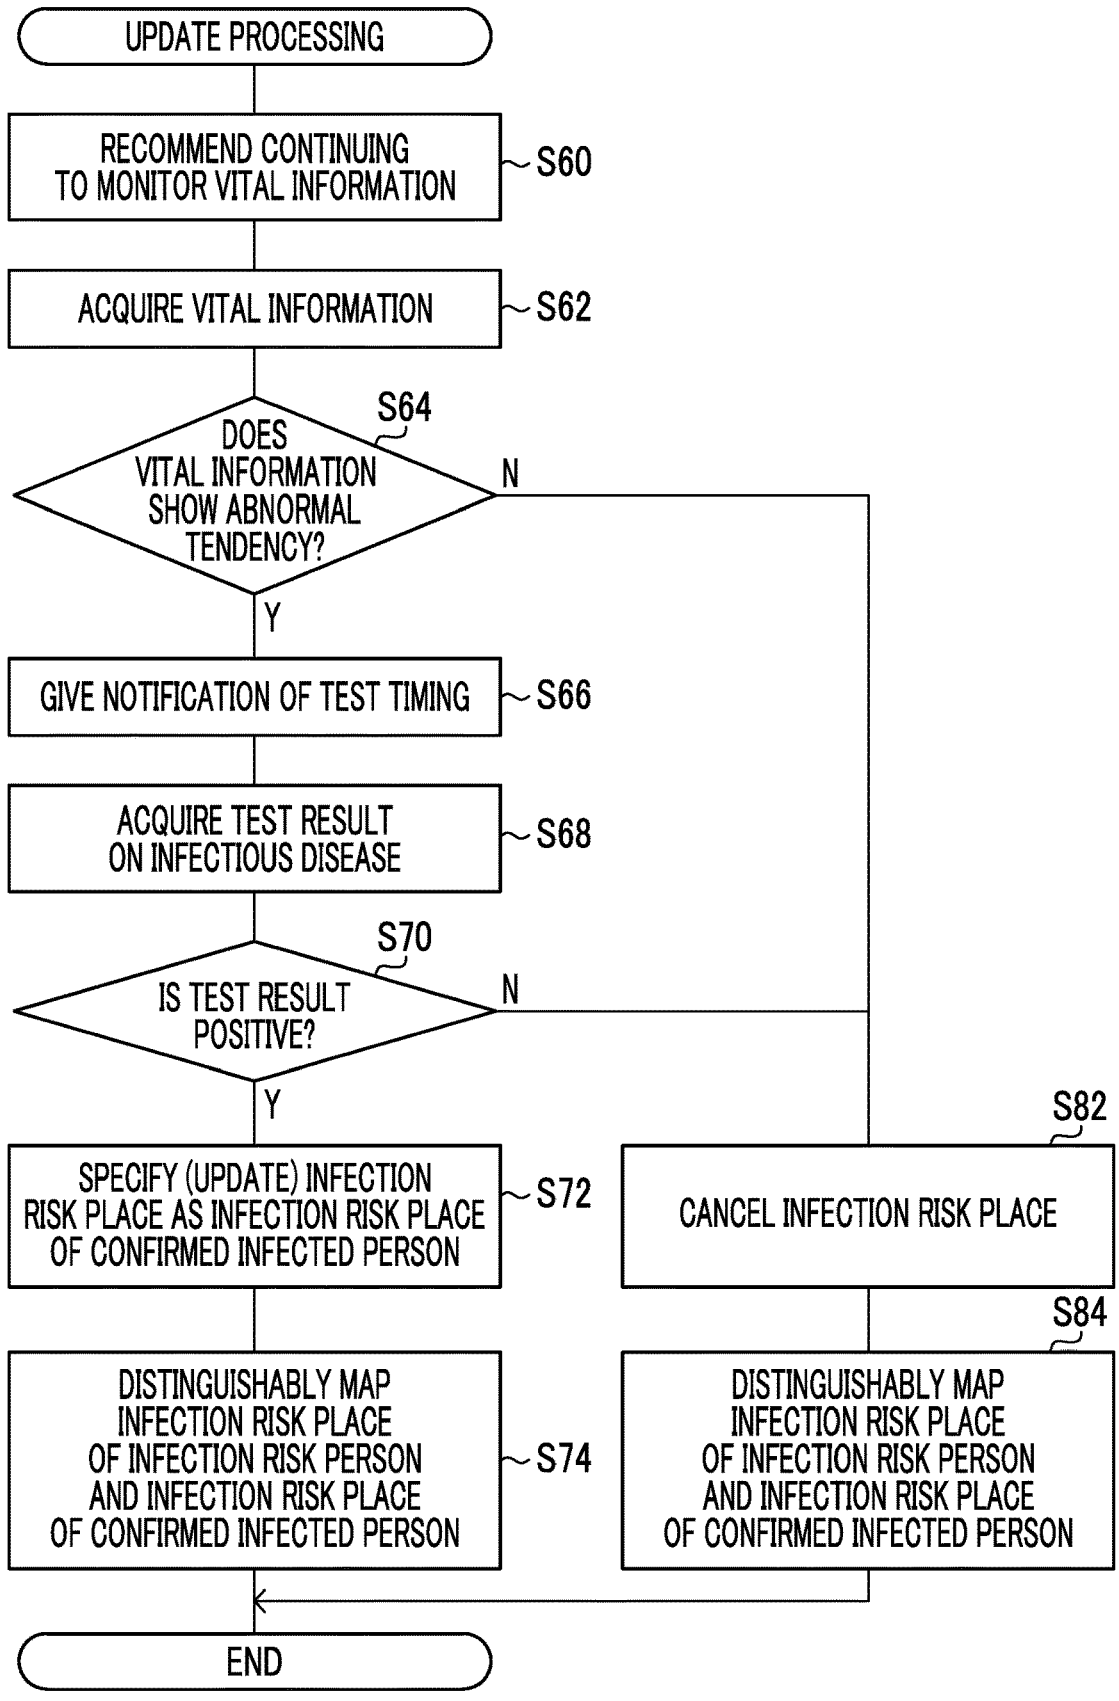 UPDATE PROCESSING
RECOMMEND CONTINUING
TO MONITOR VITAL INFORMATION
S60
ACQUIRE VITAL INFORMATION
S62
S64
DOES
VITAL INFORMATION
SHOW ABNORMAL
TENDENCY?
N
Y
GIVE NOTIFICATION OF TEST TIMING
S66
ACQUIRE TEST RESULT
ON INFECTIOUS DISEASE
S68
S70
IS TEST RESULT
POSITIVE?
N
Y
SPECIFY (UPDATE) INFECTION
RISK PLACE AS INFECTION RISK PLACE
OF CONFIRMED INFECTED PERSON
S72
S82
CANCEL INFECTION RISK PLACE
DISTINGUISHABLY MAP
INFECTION RISK PLACE
OF INFECTION RISK PERSON
AND INFECTION RISK PLACE
OF CONFIRMED INFECTED PERSON
S74
S84
DISTINGUISHABLY MAP
INFECTION RISK PLACE
OF INFECTION RISK PERSON
AND INFECTION RISK PLACE
OF CONFIRMED INFECTED PERSON
END